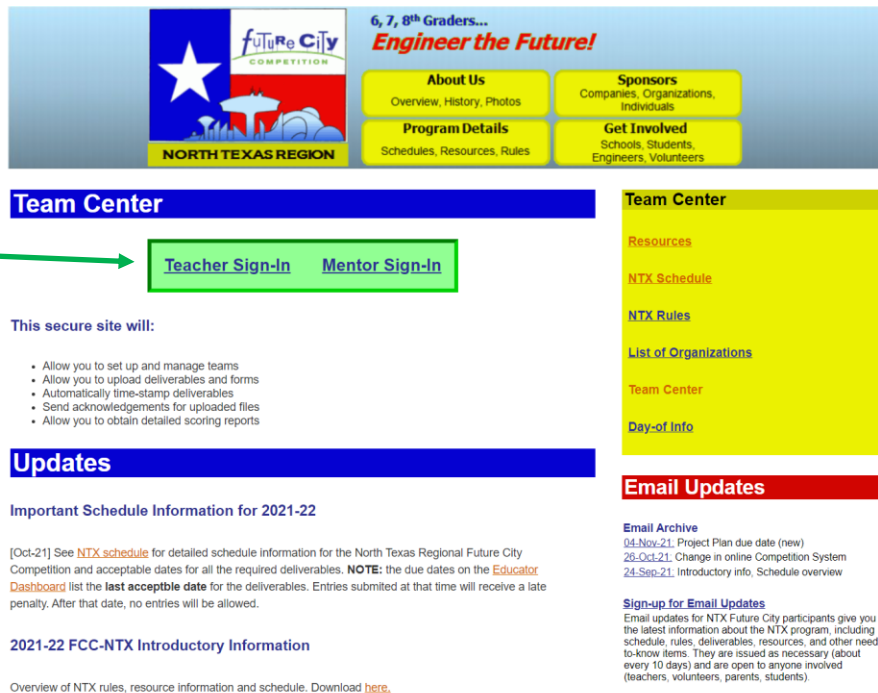 fuTuRe CiTy
COMPETITION
NORTH TEXAS REGION
6, 7, 8th Graders...
Engineer the Future!
About Us
Overview, History, Photos
Sponsors
Companies, Organizations,
Individuals
Program Details
Schedules, Resources, Rules
Get Involved
Schools, Students,
Engineers, Volunteers
Team Center
Teacher Sign-In Mentor Sign-In
This secure site will:
• Allow you to set up and manage teams
• Allow you to upload deliverables and forms
• Automatically time-stamp deliverables
• Send acknowledgements for uploaded files
• Allow you to obtain detailed scoring reports
Updates
Important Schedule Information for 2021-22
[Oct-21] See NTX schedule for detailed schedule information for the North Texas Regional Future City
Competition and acceptable dates for all the required deliverables. NOTE: the due dates on the Educator
Dashboard list the last acceptble date for the deliverables. Entries submited at that time will receive a late
penalty. After that date, no entries will be allowed.
2021-22 FCC-NTX Introductory Information
Overview of NTX rules, resource information and schedule. Download here.
Team Center
Resources
NTX Schedule
NTX Rules
List of Organizations
Team Center
Day-of Info
Email Updates
Email Archive
04-Nov-21: Project Plan due date (new)
26-Oct-21: Change in online Competition System
24-Sep-21: Introductory info, Schedule overview
Sign-up for Email Updates
Email updates for NTX Future City participants give you
the latest information about the NTX program, including
schedule, rules, deliverables, resources, and other need
to-know items. They are issued as necessary (about
every 10 days) and are open to anyone involved
(teachers, volunteers, parents, students).